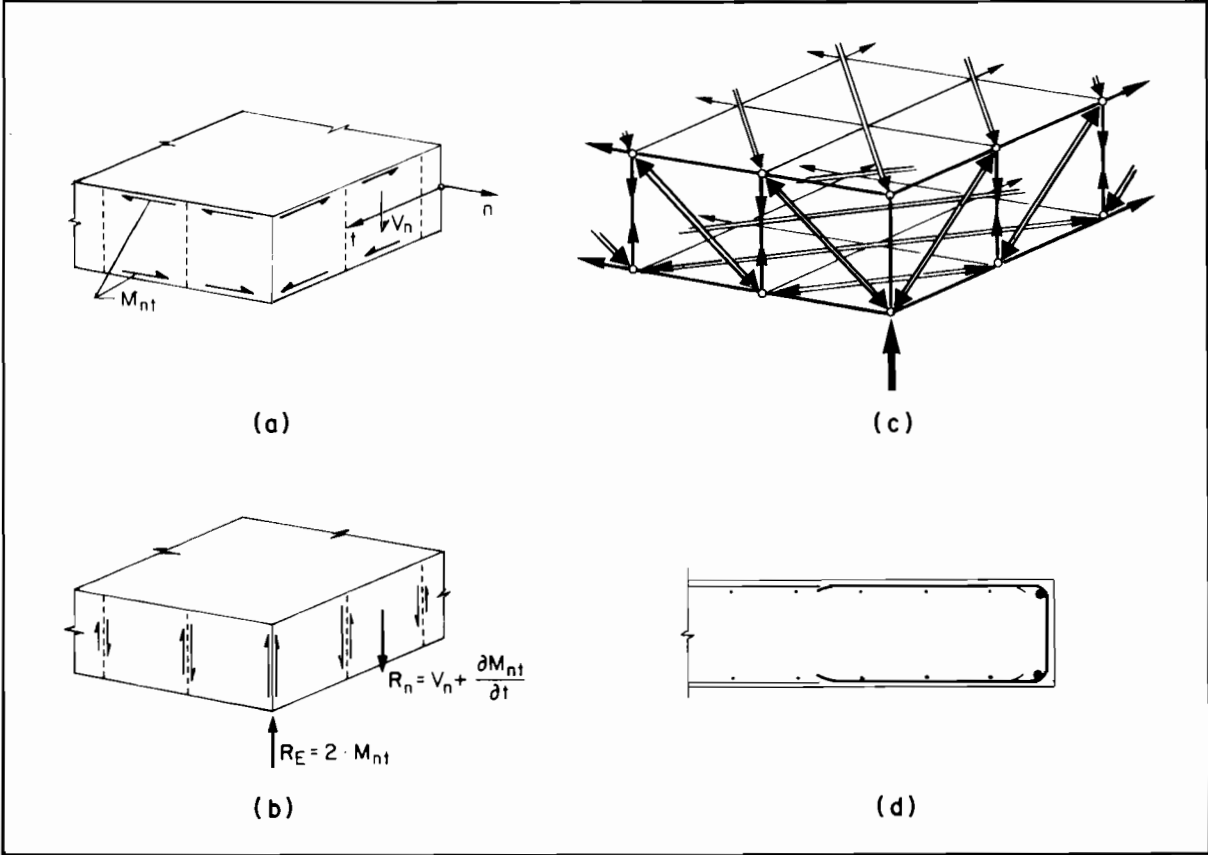 n
V_n
t
M_nt
(a)
(c)
R_n = V_n + ∂M_nt/∂t
R_E = 2 · M_nt
(b)
(d)